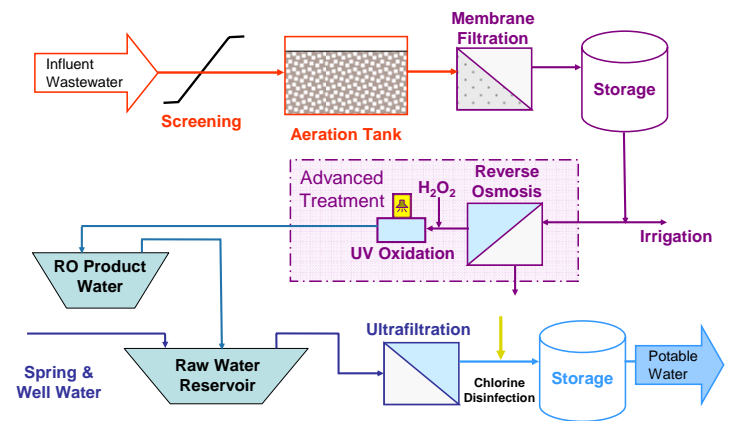 Influent
Wastewater
Screening
Aeration Tank
Membrane
Filtration
Storage
Advanced
Treatment
H₂O₂
Reverse
Osmosis
UV Oxidation
Irrigation
RO Product
Water
Spring &
Well Water
Raw Water
Reservoir
Ultrafiltration
Chlorine
Disinfection
Storage
Potable
Water